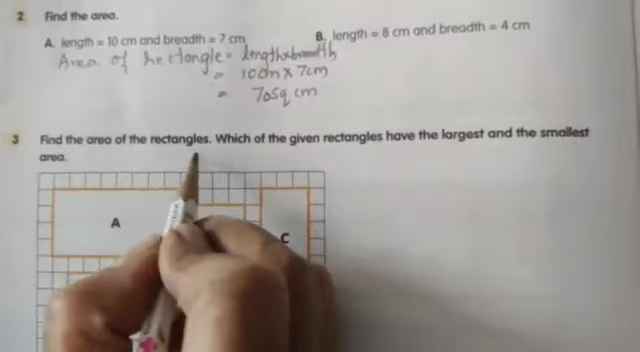 2 Find the area.
A. length = 10 cm and breadth = 7 cm
B. length = 8 cm and breadth = 4 cm
Area of Rectangle = length x breadth
= 10cm x 7cm
= 70sq cm
3 Find the area of the rectangles. Which of the given rectangles have the largest and the smallest
area.
A
C